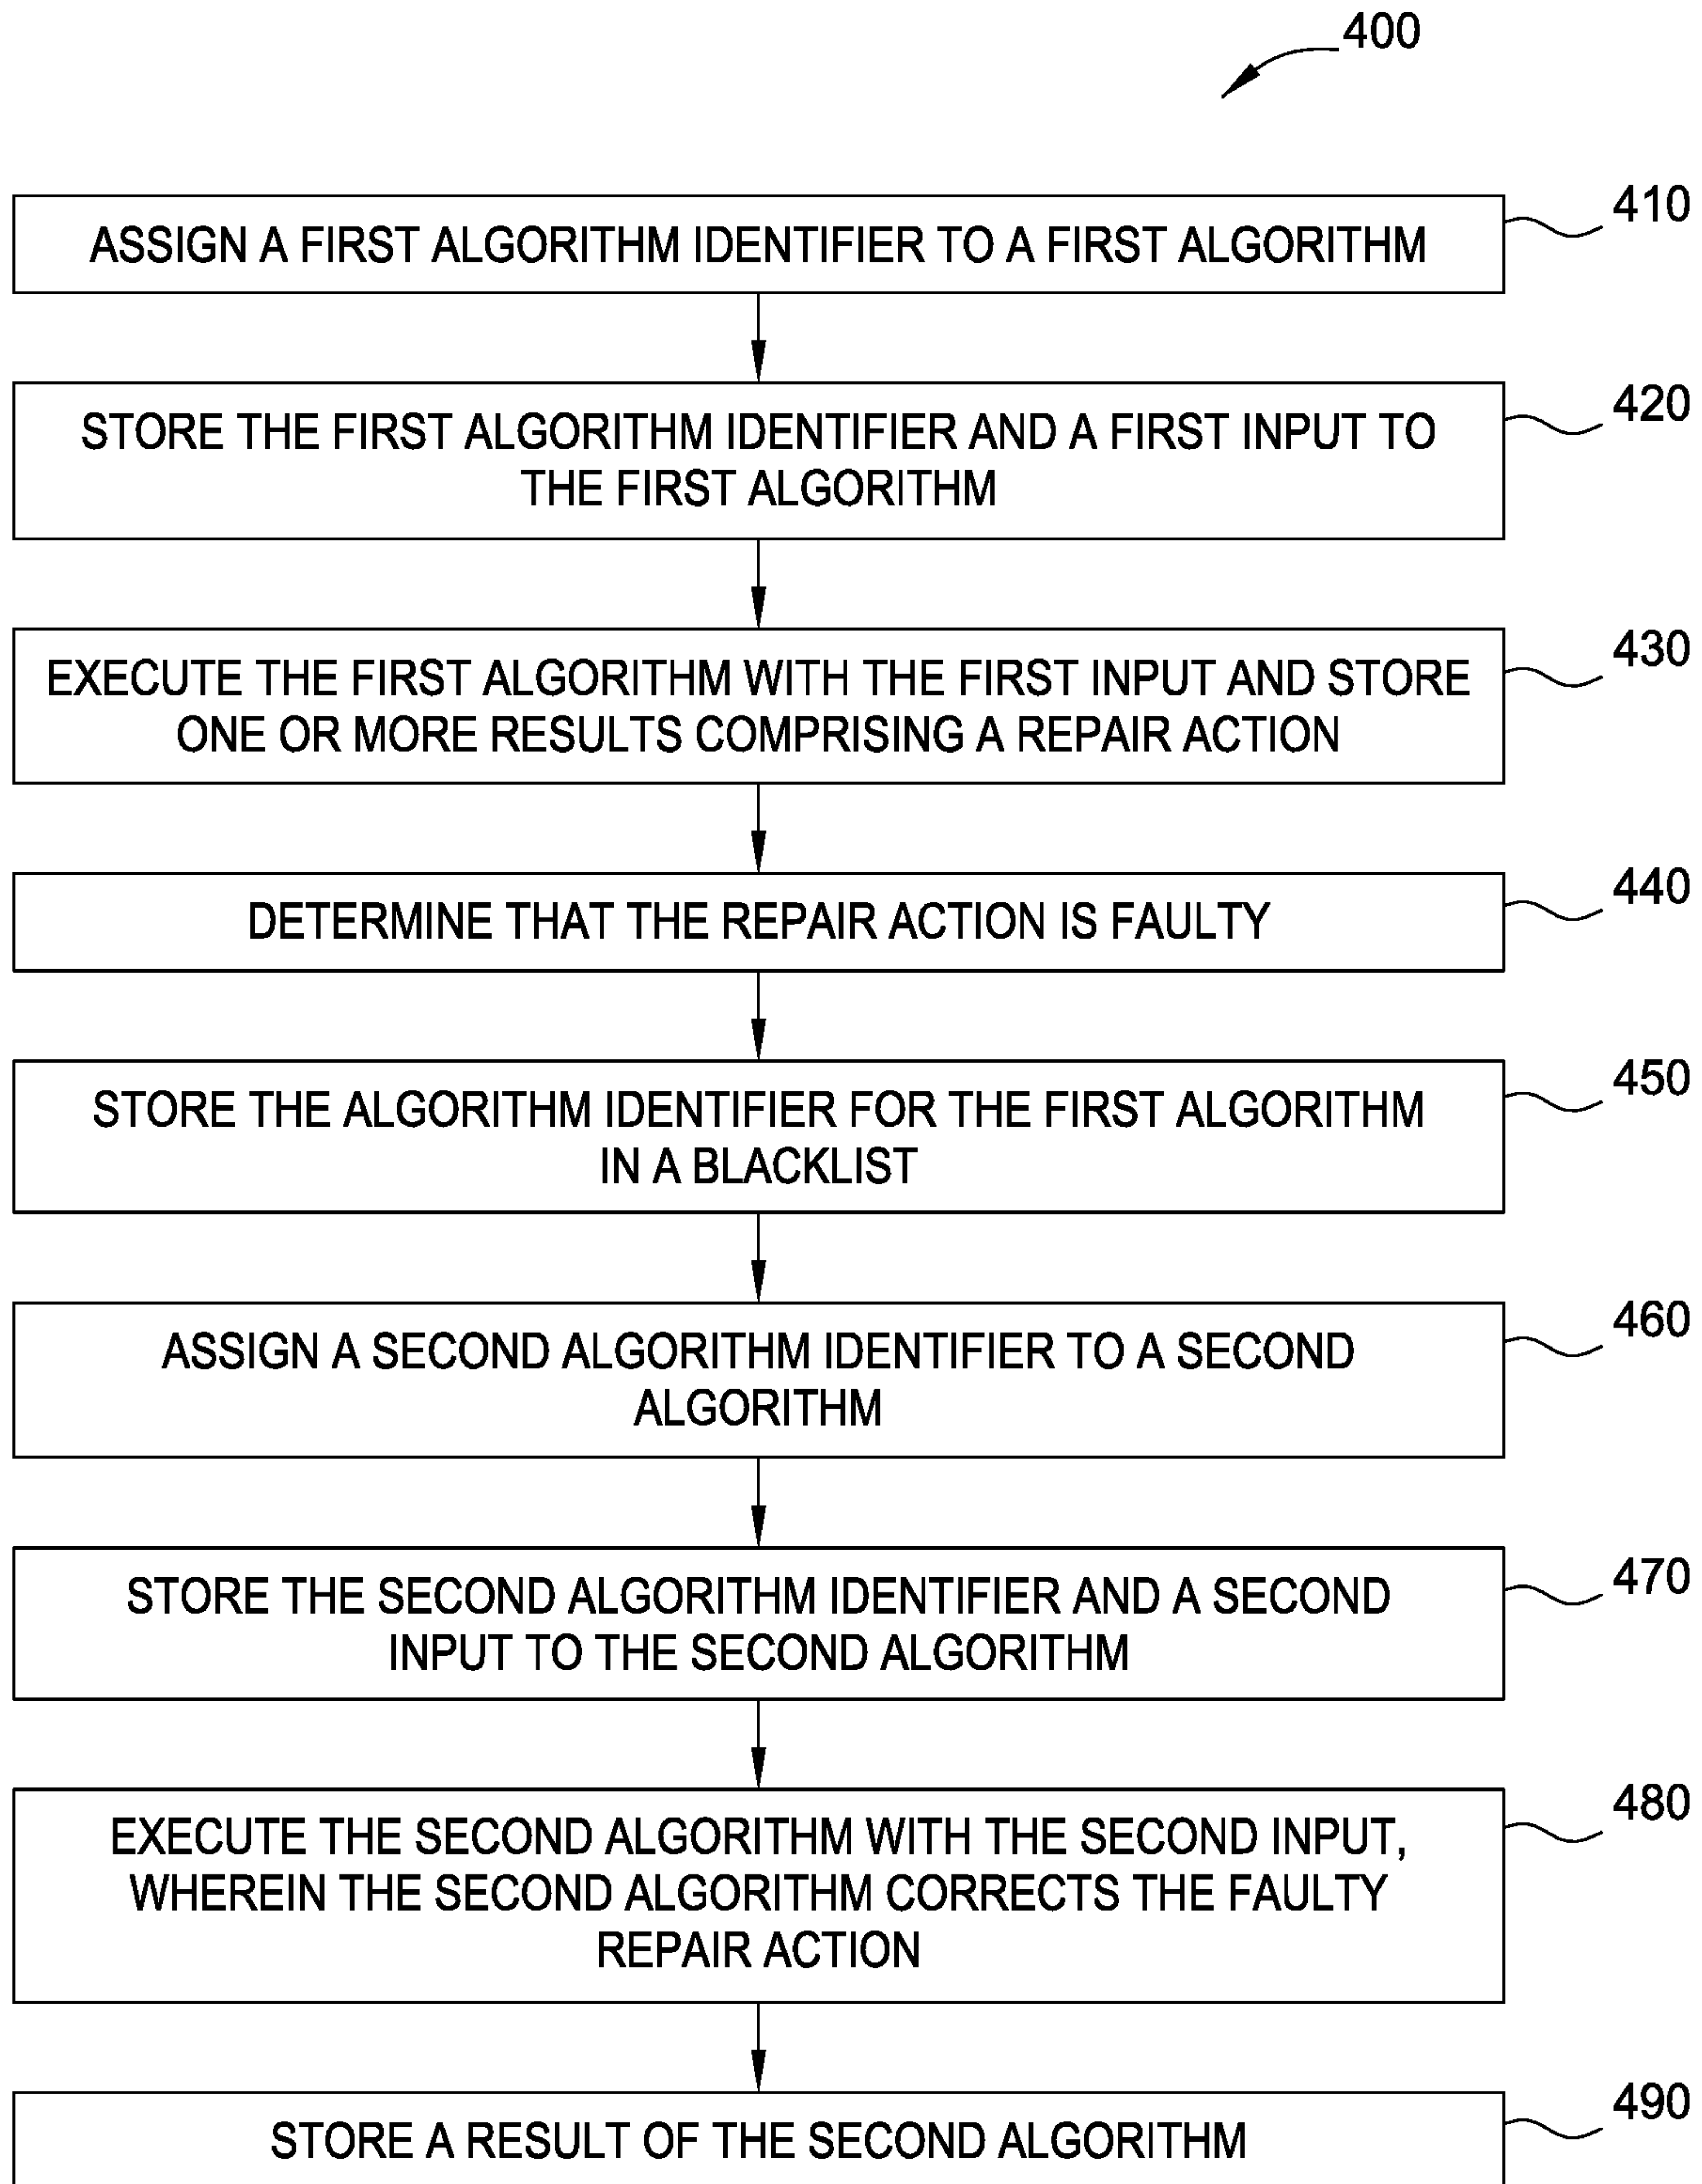 400
410
ASSIGN A FIRST ALGORITHM IDENTIFIER TO A FIRST ALGORITHM
420
STORE THE FIRST ALGORITHM IDENTIFIER AND A FIRST INPUT TO
THE FIRST ALGORITHM
430
EXECUTE THE FIRST ALGORITHM WITH THE FIRST INPUT AND STORE
ONE OR MORE RESULTS COMPRISING A REPAIR ACTION
440
DETERMINE THAT THE REPAIR ACTION IS FAULTY
450
STORE THE ALGORITHM IDENTIFIER FOR THE FIRST ALGORITHM
IN A BLACKLIST
460
ASSIGN A SECOND ALGORITHM IDENTIFIER TO A SECOND
ALGORITHM
470
STORE THE SECOND ALGORITHM IDENTIFIER AND A SECOND
INPUT TO THE SECOND ALGORITHM
480
EXECUTE THE SECOND ALGORITHM WITH THE SECOND INPUT,
WHEREIN THE SECOND ALGORITHM CORRECTS THE FAULTY
REPAIR ACTION
490
STORE A RESULT OF THE SECOND ALGORITHM